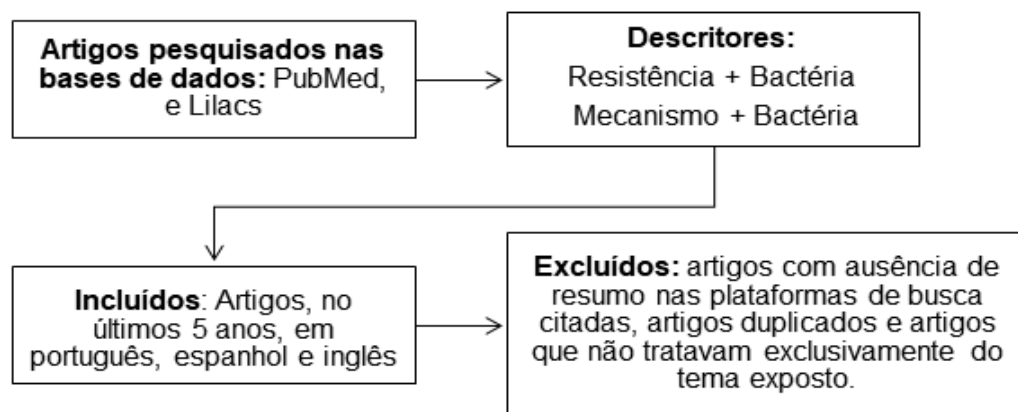 Artigos pesquisados nas
bases de dados: PubMed,
e Lilacs
Descritores:
Resistência + Bactéria
Mecanismo + Bactéria
Incluídos: Artigos, no
últimos 5 anos, em
português, espanhol e inglês
Excluídos: artigos com ausência de
resumo nas plataformas de busca
citadas, artigos duplicados e artigos
que não tratavam exclusivamente do
tema exposto.